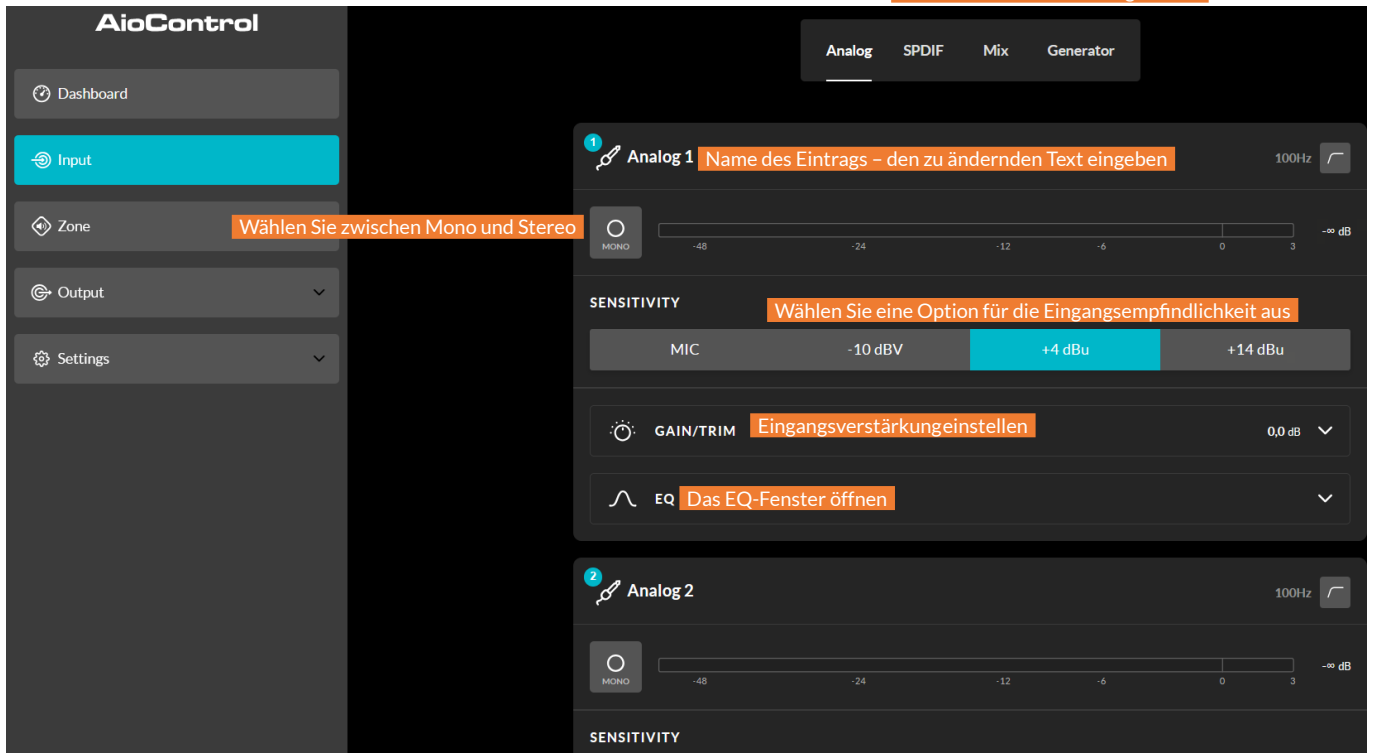 AioControl
Analog SPDIF Mix Generator
Dashboard
Input
1
Analog 1 Name des Eintrags – den zu ändernden Text eingeben 100Hz
Zone Wählen Sie zwischen Mono und Stereo
MONO -48 -24 -12 -6 0 3 -∞ dB
Output
SENSITIVITY Wählen Sie eine Option für die Eingangsempfindlichkeit aus
MIC -10 dBV +4 dBu +14 dBu
Settings
GAIN/TRIM Eingangsverstärkungeinstellen 0,0 dB
EQ Das EQ-Fenster öffnen
2
Analog 2 100Hz
MONO -48 -24 -12 -6 0 3 -∞ dB
SENSITIVITY